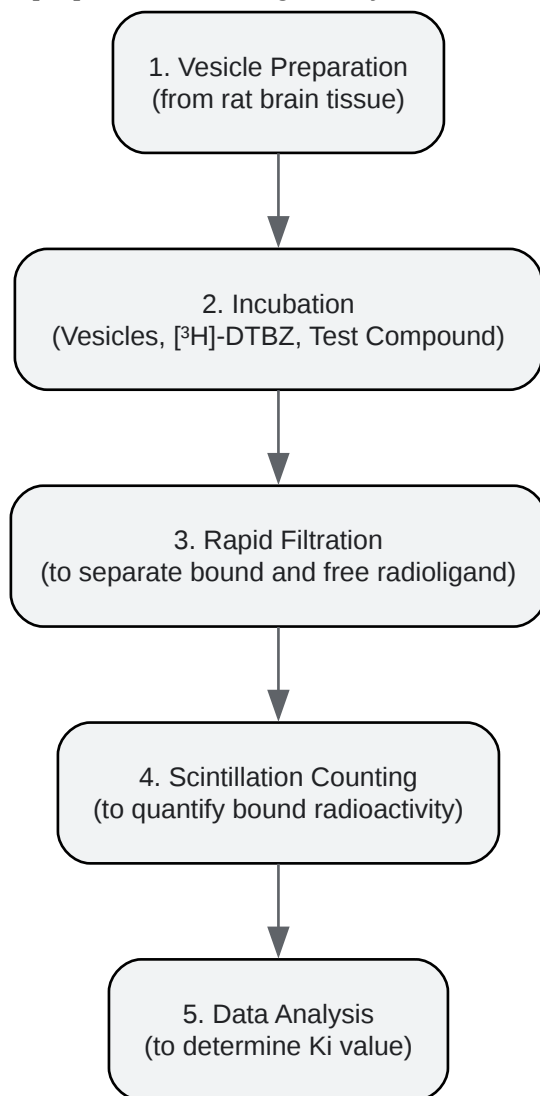 1. Vesicle Preparation
(from rat brain tissue)
2. Incubation
(Vesicles, [³H]-DTBZ, Test Compound)
3. Rapid Filtration
(to separate bound and free radioligand)
4. Scintillation Counting
(to quantify bound radioactivity)
5. Data Analysis
(to determine Ki value)